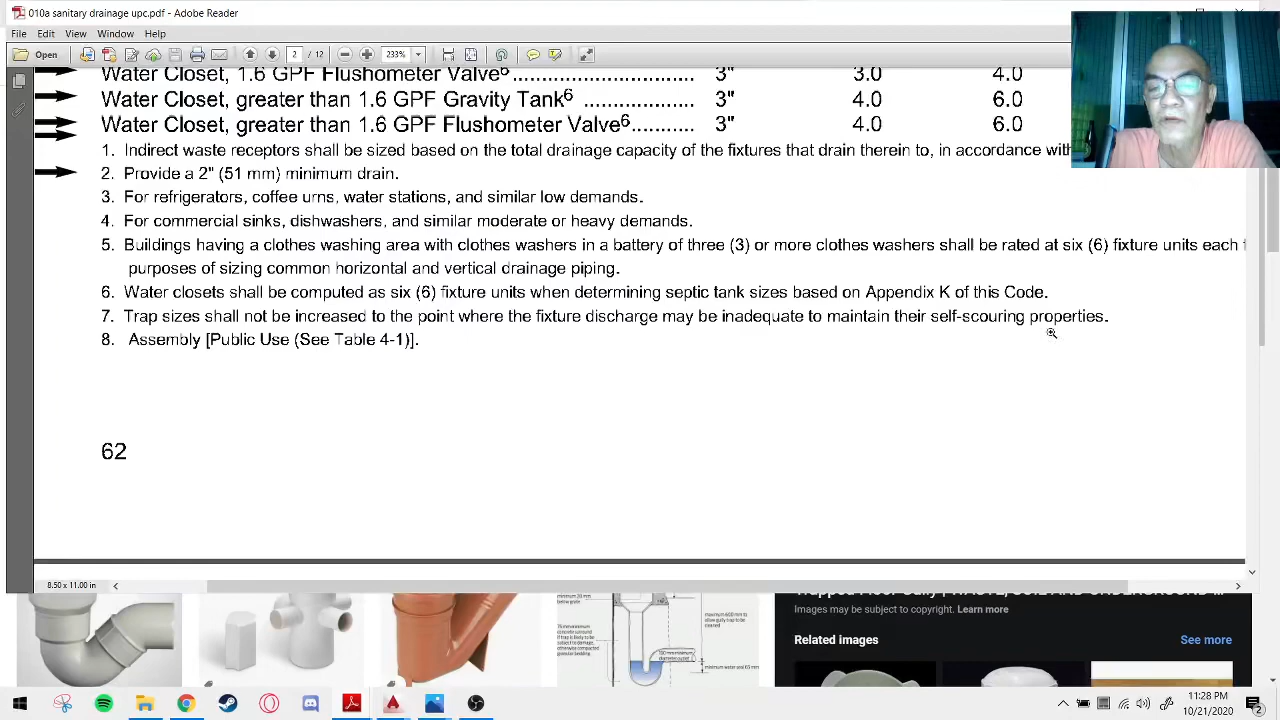 010a sanitary drainage upc.pdf - Adobe Reader
File Edit View Window Help
Open 2 / 12 233%
Water Closet, 1.6 GPF Flushometer Valve6 ............................. 3" 3.0 4.0
Water Closet, greater than 1.6 GPF Gravity Tank6 .................... 3" 4.0 6.0
Water Closet, greater than 1.6 GPF Flushometer Valve6........... 3" 4.0 6.0
1. Indirect waste receptors shall be sized based on the total drainage capacity of the fixtures that drain therein to, in accordance with
2. Provide a 2" (51 mm) minimum drain.
3. For refrigerators, coffee urns, water stations, and similar low demands.
4. For commercial sinks, dishwashers, and similar moderate or heavy demands.
5. Buildings having a clothes washing area with clothes washers in a battery of three (3) or more clothes washers shall be rated at six (6) fixture units each
purposes of sizing common horizontal and vertical drainage piping.
6. Water closets shall be computed as six (6) fixture units when determining septic tank sizes based on Appendix K of this Code.
7. Trap sizes shall not be increased to the point where the fixture discharge may be inadequate to maintain their self-scouring properties.
8. Assembly [Public Use (See Table 4-1)].
62
8.50 x 11.00 in
Images may be subject to copyright. Learn more
Related images See more
11:28 PM
10/21/2020
2